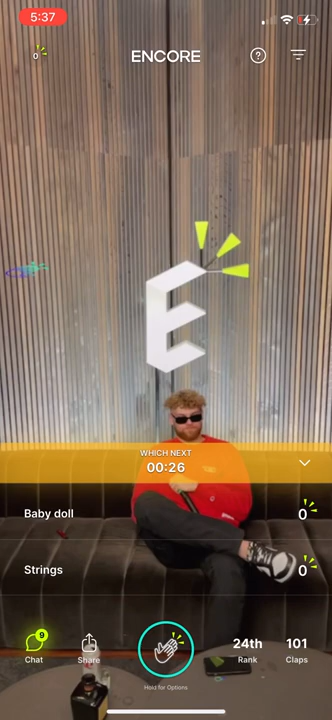 5:37
0
ENCORE
?
E
WHICH NEXT
00:26
Baby doll
0
Strings
0
9
Chat
Share
24th
Rank
101
Claps
Hold for Options